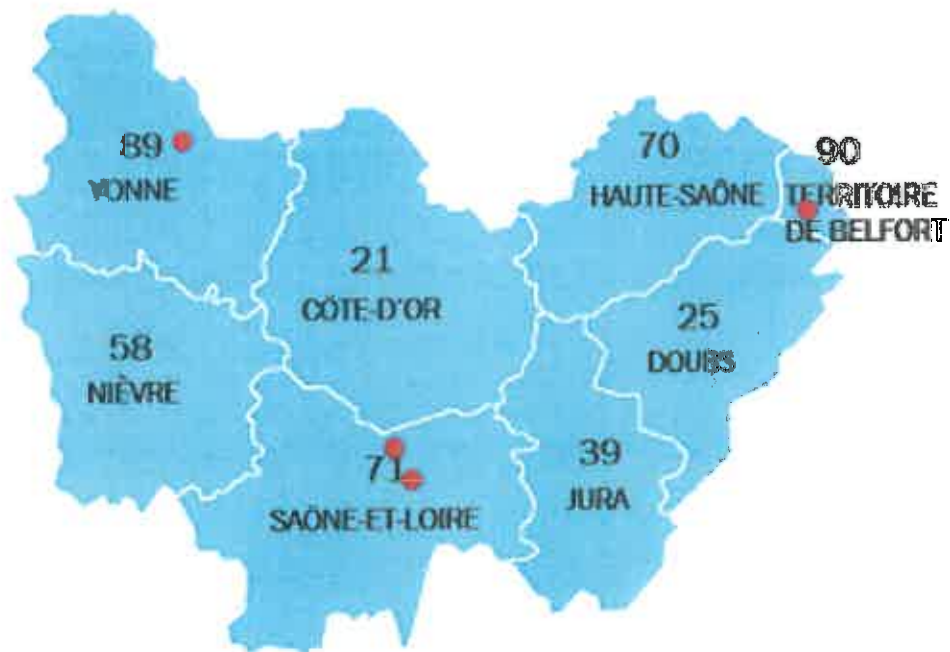 89
YONNE
70
HAUTE-SAÔNE
90
TERRITOIRE
DE BELFORT
21
CÔTE-D'OR
25
DOUBS
58
NIÈVRE
71
SAÔNE-ET-LOIRE
39
JURA